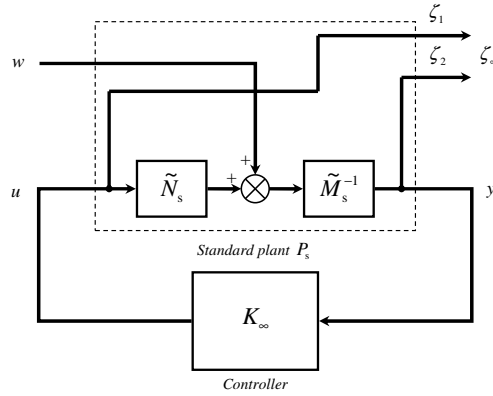 ζ₁
w
ζ₂
ζ∞
+
+
u
Ñₛ
M̃ₛ⁻¹
y
Standard plant Pₛ
K∞
Controller